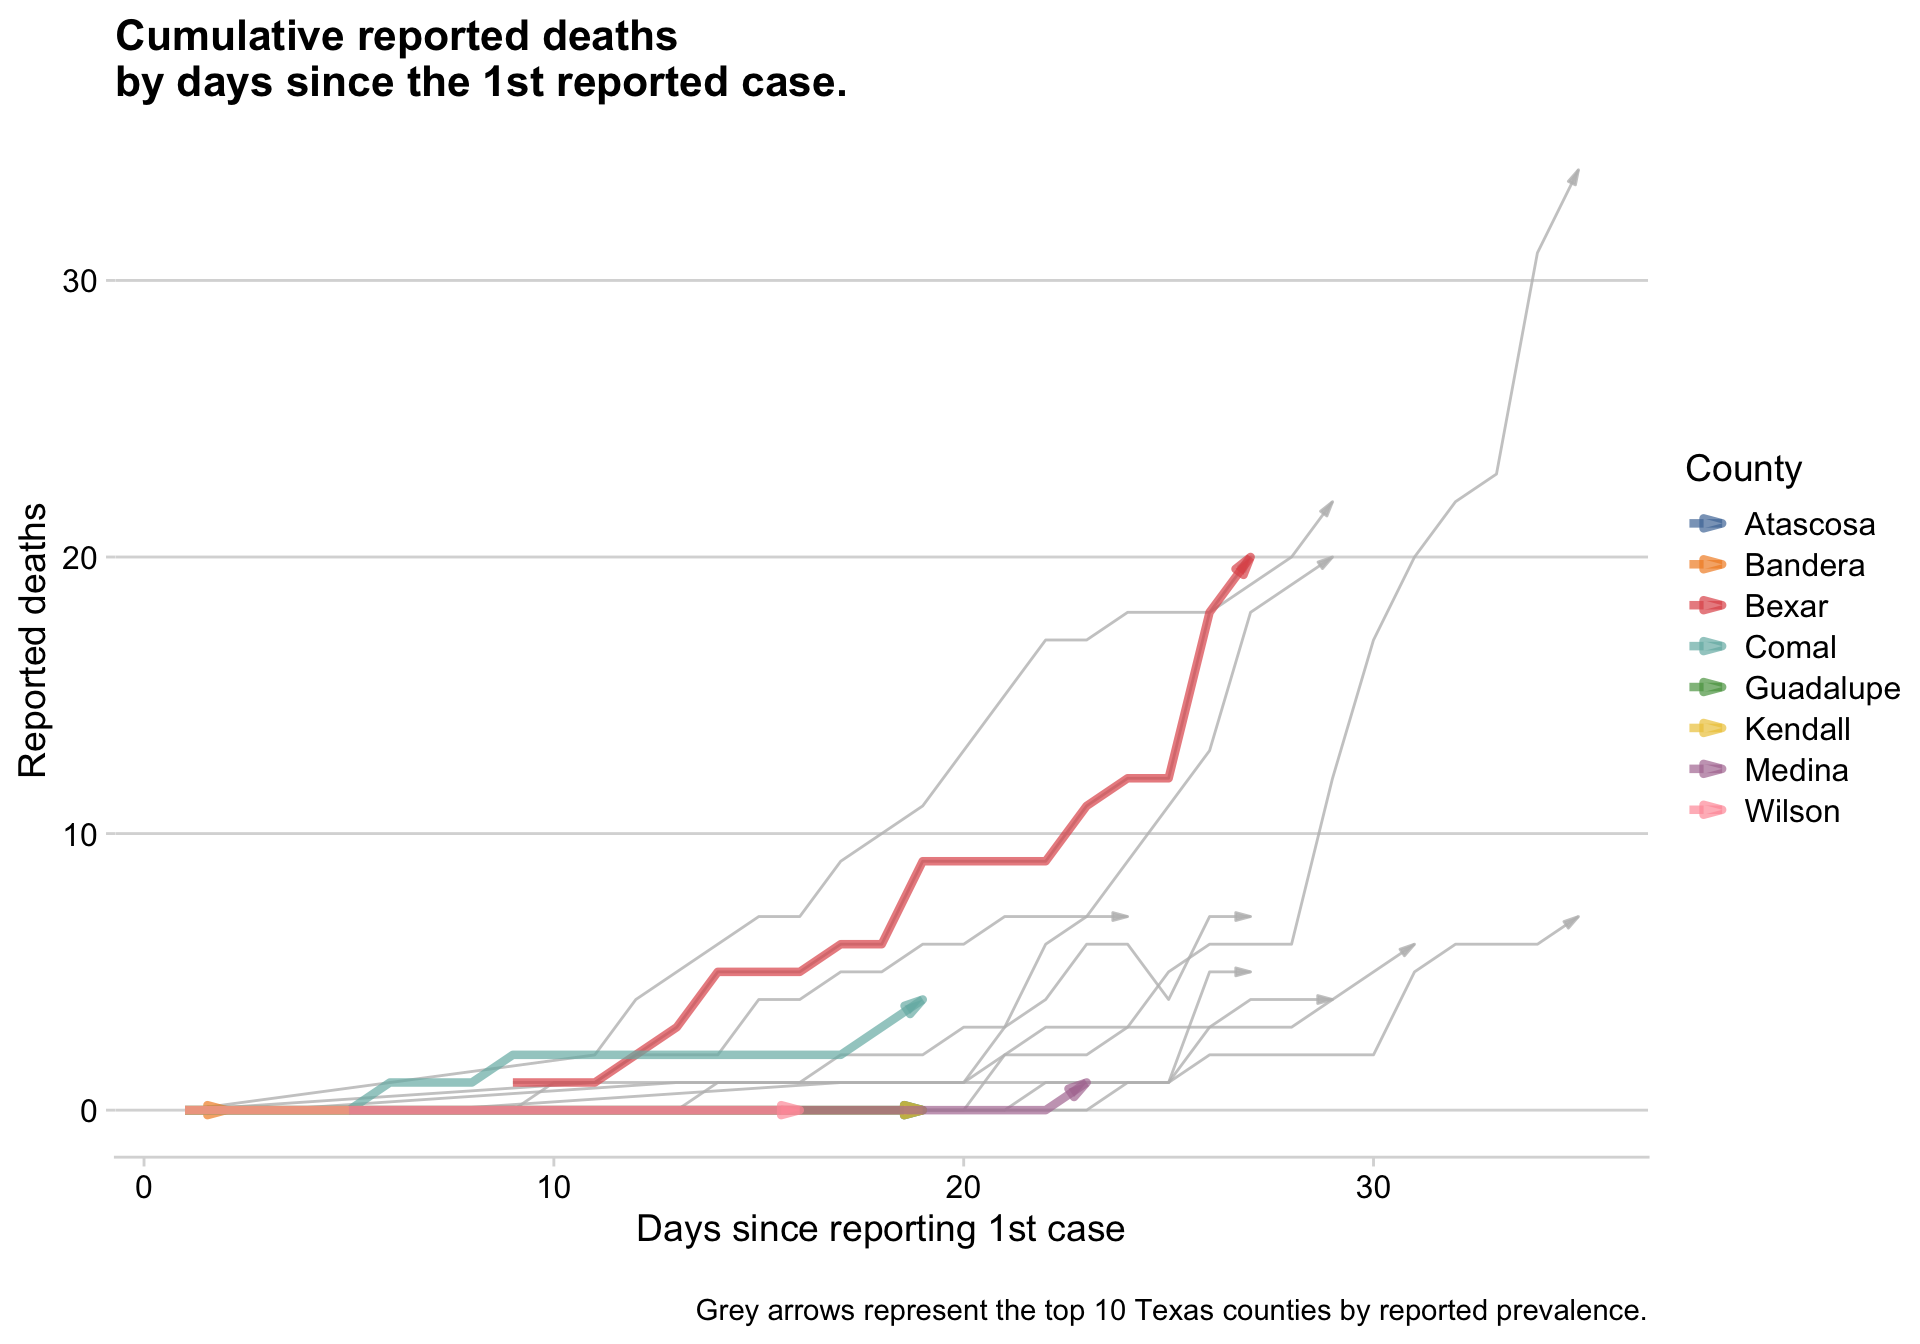 Cumulative reported deaths
by days since the 1st reported case.
30
20
10
0
Reported deaths
0 10 20 30
Days since reporting 1st case
County
Atascosa
Bandera
Bexar
Comal
Guadalupe
Kendall
Medina
Wilson
Grey arrows represent the top 10 Texas counties by reported prevalence.